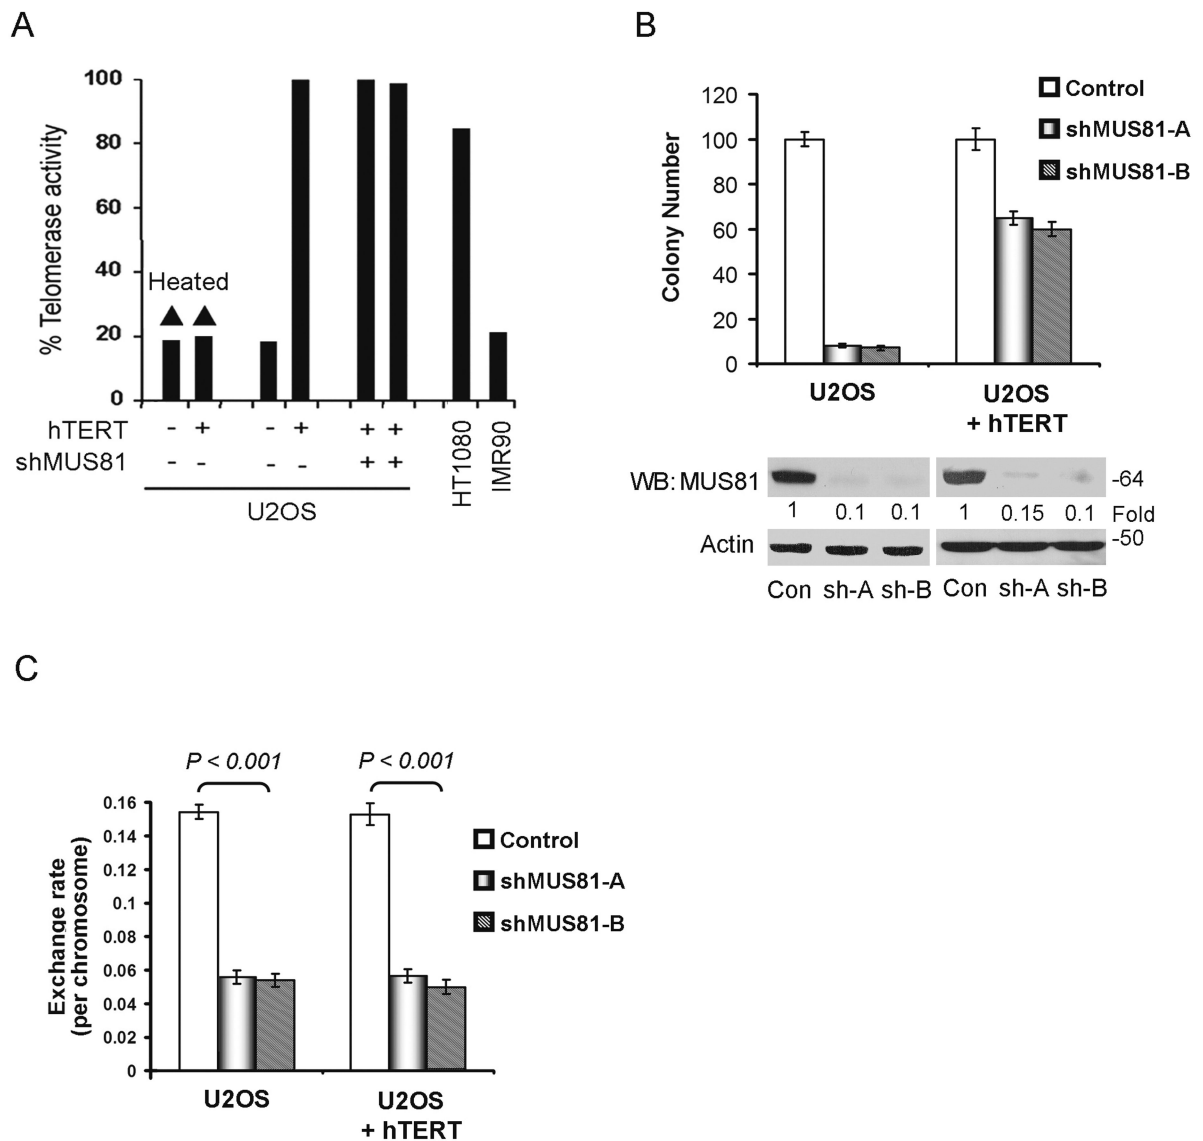 A
% Telomerase activity
100
80
60
40
20
0
Heated
hTERT - + - + + +
shMUS81 - - - - + +
U2OS
HT1080
IMR90
B
Colony Number
120
100
80
60
40
20
0
Control
shMUS81-A
shMUS81-B
U2OS
U2OS
+ hTERT
WB: MUS81
-64
1 0.1 0.1 1 0.15 0.1 Fold
-50
Actin
Con sh-A sh-B Con sh-A sh-B
C
P < 0.001 P < 0.001
Exchange rate
(per chromosome)
0.16
0.14
0.12
0.1
0.08
0.06
0.04
0.02
0
Control
shMUS81-A
shMUS81-B
U2OS
U2OS
+ hTERT